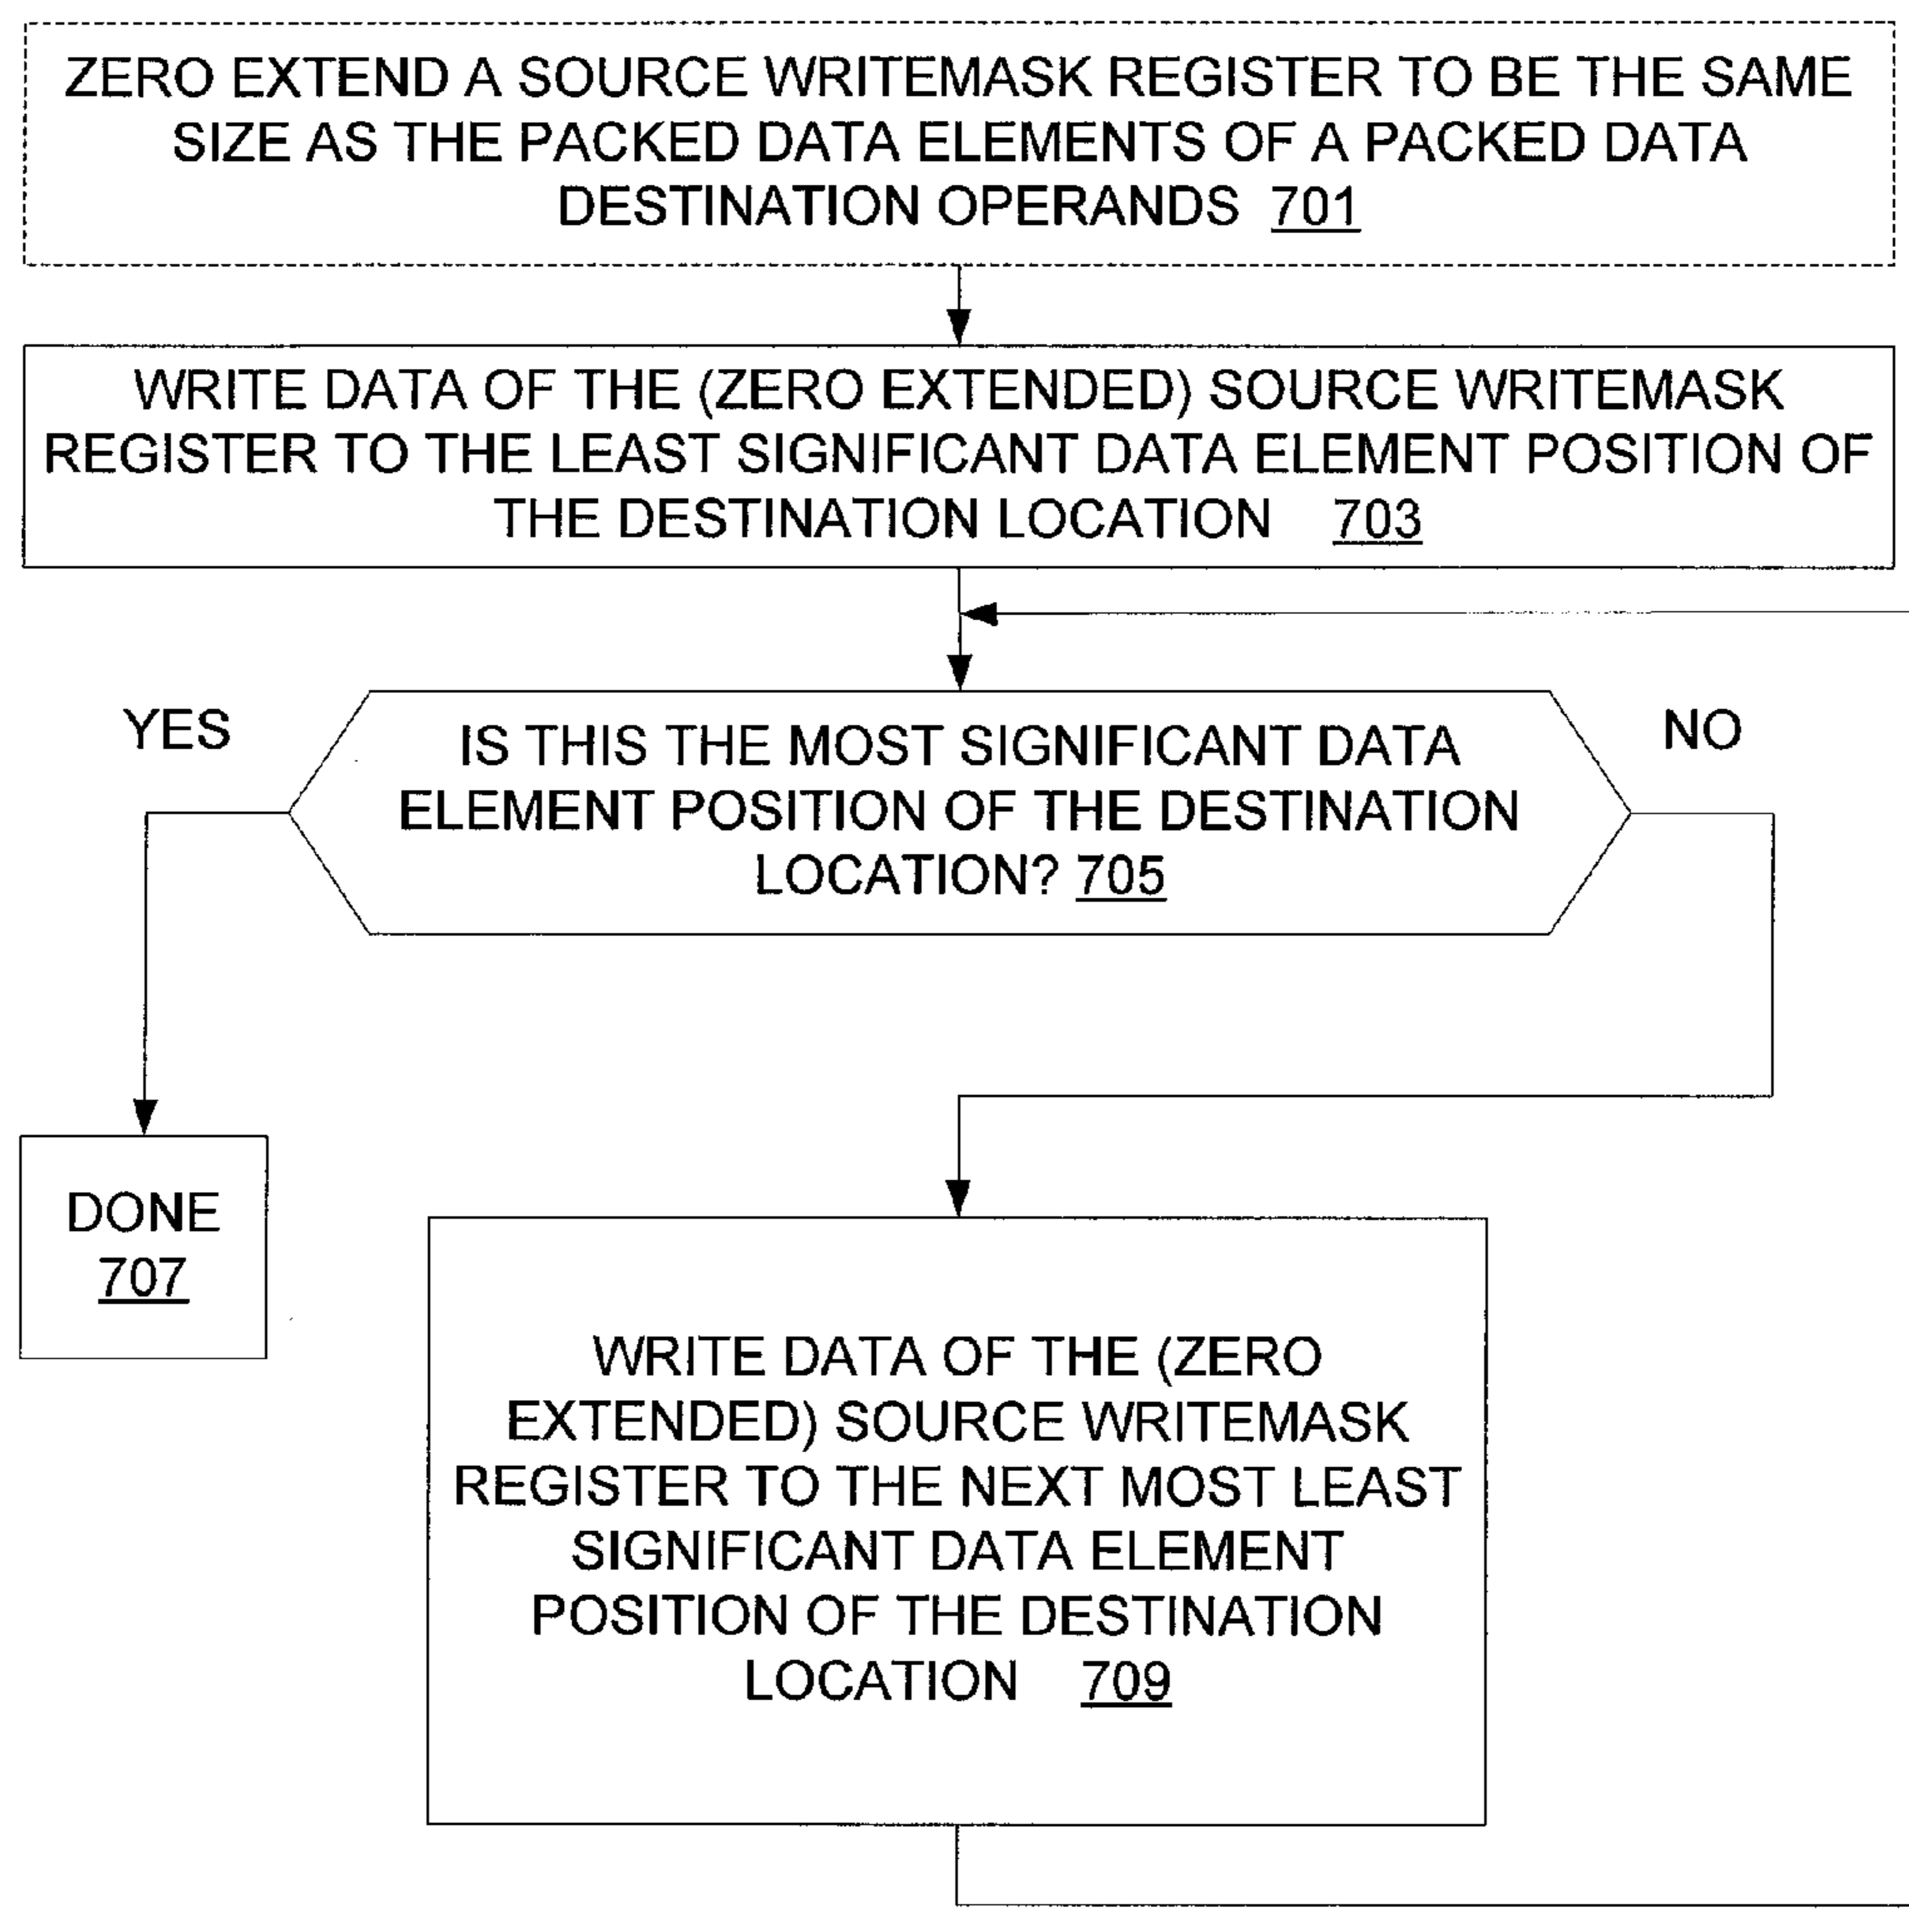 ZERO EXTEND A SOURCE WRITEMASK REGISTER TO BE THE SAME
SIZE AS THE PACKED DATA ELEMENTS OF A PACKED DATA
DESTINATION OPERANDS 701
WRITE DATA OF THE (ZERO EXTENDED) SOURCE WRITEMASK
REGISTER TO THE LEAST SIGNIFICANT DATA ELEMENT POSITION OF
THE DESTINATION LOCATION 703
YES
NO
IS THIS THE MOST SIGNIFICANT DATA
ELEMENT POSITION OF THE DESTINATION
LOCATION? 705
DONE
707
WRITE DATA OF THE (ZERO
EXTENDED) SOURCE WRITEMASK
REGISTER TO THE NEXT MOST LEAST
SIGNIFICANT DATA ELEMENT
POSITION OF THE DESTINATION
LOCATION 709